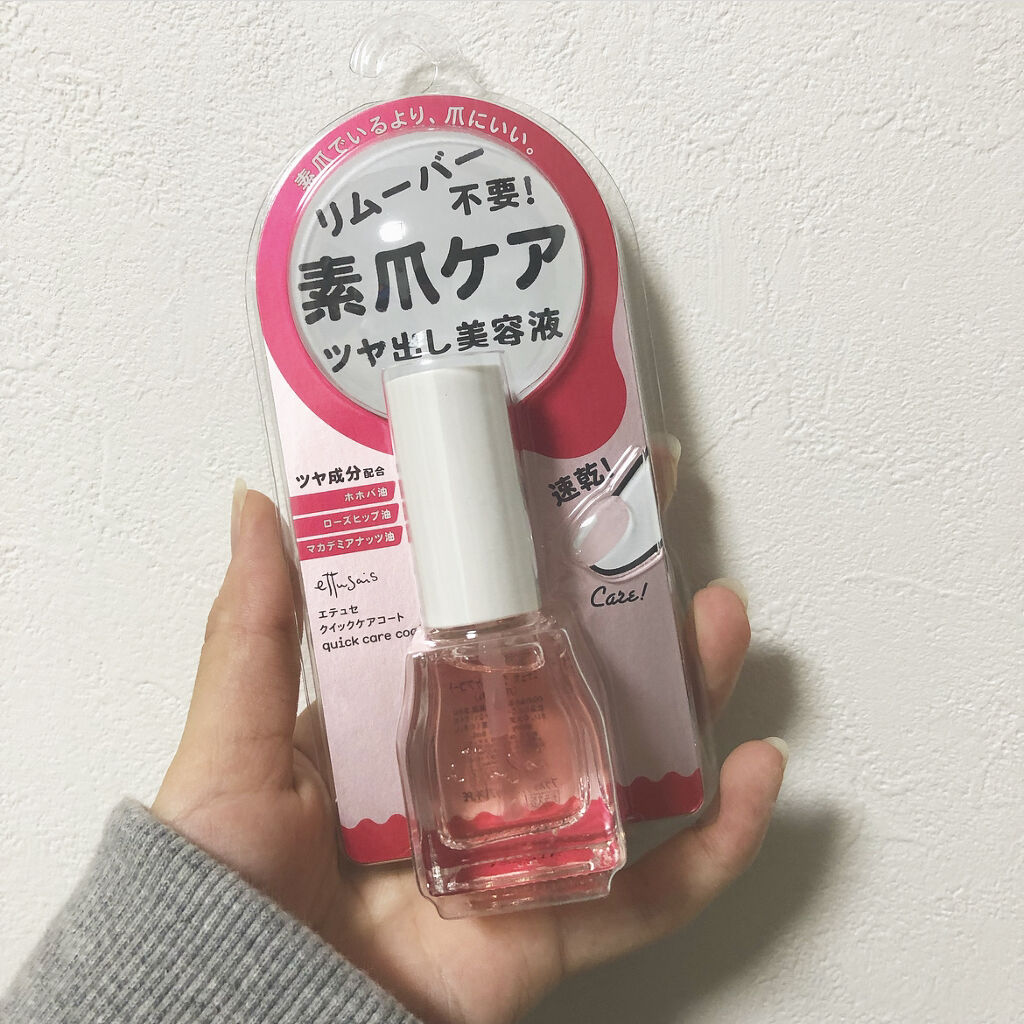 素爪でいるより、爪にいい。
リムーバー
不要!
素爪ケア
ツヤ出し美容液
ツヤ成分配合
ホホバ油
ローズヒップ油
マカデミアナッツ油
速乾!
Care!
ettusais
エテュセ
クイックケアコート
quick care coa